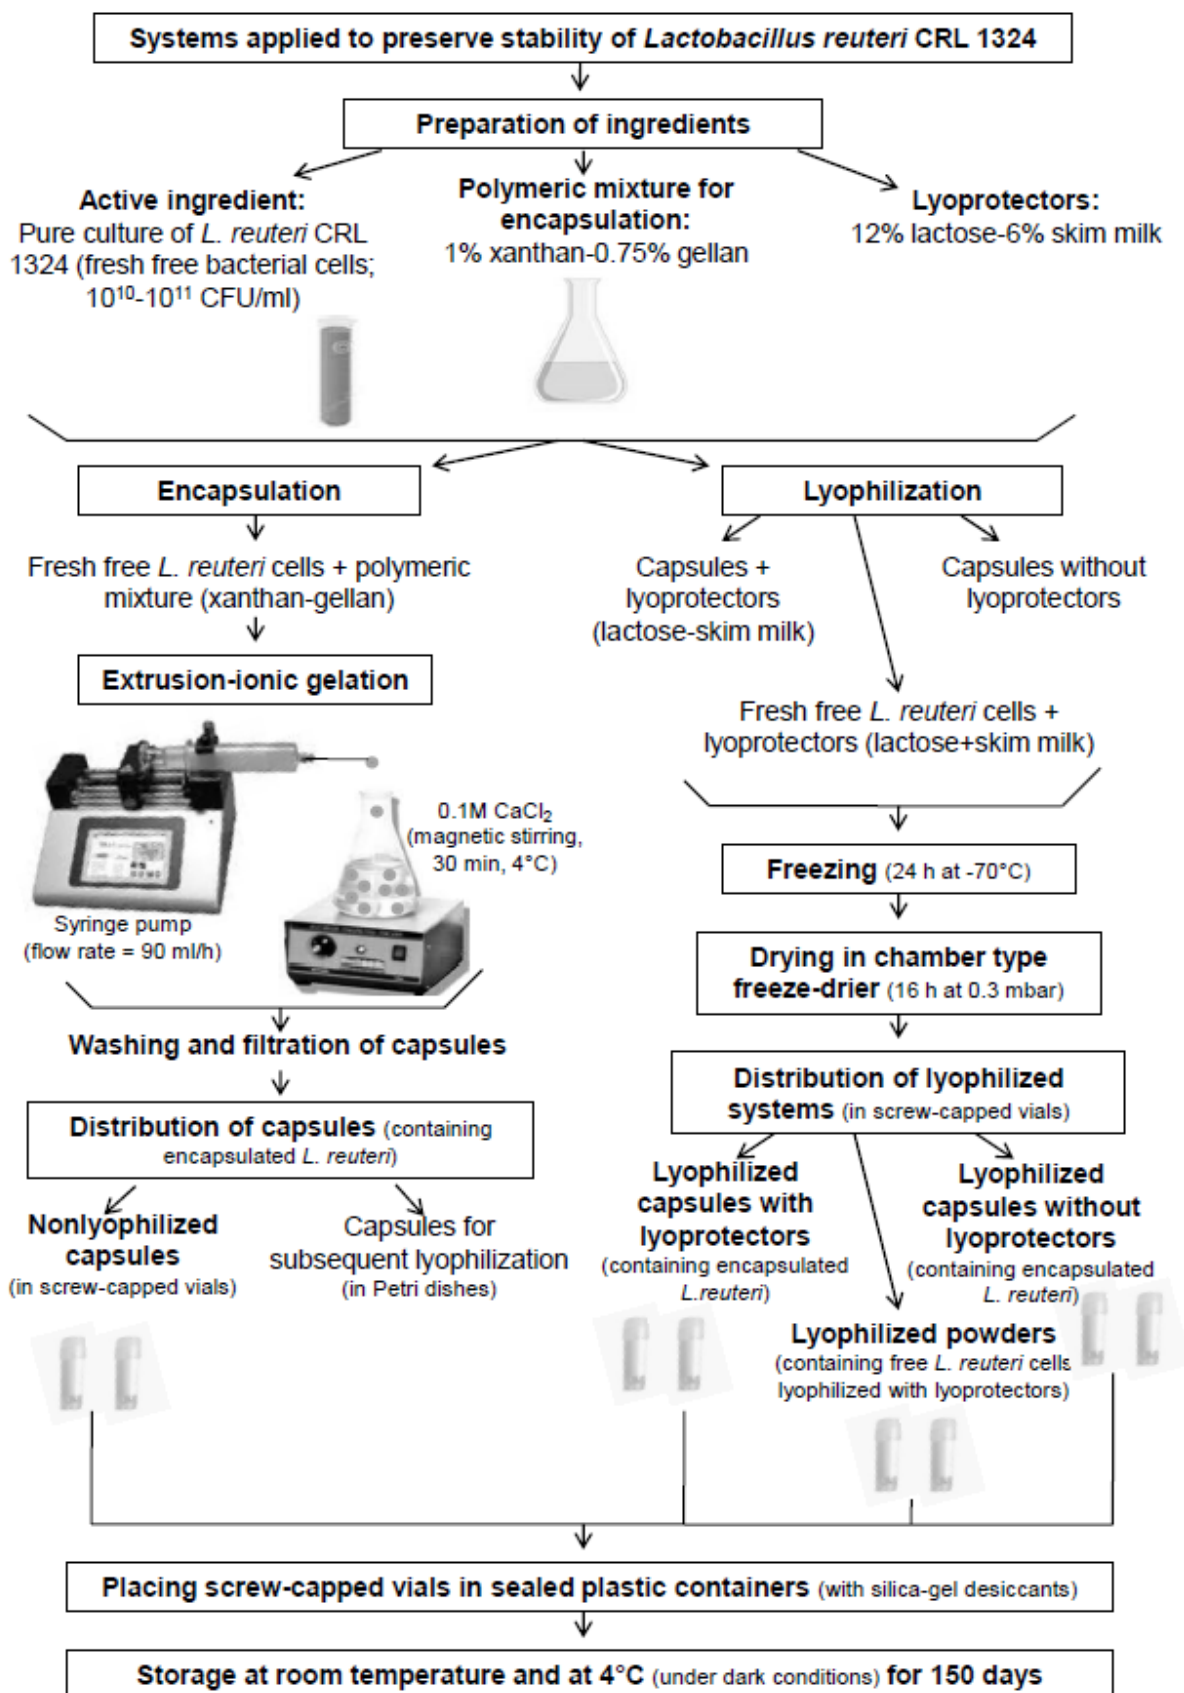 Systems applied to preserve stability of Lactobacillus reuteri CRL 1324
Preparation of ingredients
Active ingredient:
Pure culture of L. reuteri CRL
1324 (fresh free bacterial cells;
10¹⁰-10¹¹ CFU/ml)
Polymeric mixture for
encapsulation:
1% xanthan-0.75% gellan
Lyoprotectors:
12% lactose-6% skim milk
Encapsulation
Fresh free L. reuteri cells + polymeric
mixture (xanthan-gellan)
Extrusion-ionic gelation
0.1M CaCl₂
(magnetic stirring,
30 min, 4°C)
Syringe pump
(flow rate = 90 ml/h)
Washing and filtration of capsules
Distribution of capsules (containing
encapsulated L. reuteri)
Nonlyophilized
capsules
(in screw-capped vials)
Capsules for
subsequent lyophilization
(in Petri dishes)
Lyophilization
Capsules +
lyoprotectors
(lactose-skim milk)
Capsules without
lyoprotectors
Fresh free L. reuteri cells +
lyoprotectors (lactose+skim milk)
Freezing (24 h at -70°C)
Drying in chamber type
freeze-drier (16 h at 0.3 mbar)
Distribution of lyophilized
systems (in screw-capped vials)
Lyophilized
capsules with
lyoprotectors
(containing encapsulated
L.reuteri)
Lyophilized
capsules without
lyoprotectors
(containing encapsulated
L. reuteri)
Lyophilized powders
(containing free L. reuteri cells
lyophilized with lyoprotectors)
Placing screw-capped vials in sealed plastic containers (with silica-gel desiccants)
Storage at room temperature and at 4°C (under dark conditions) for 150 days